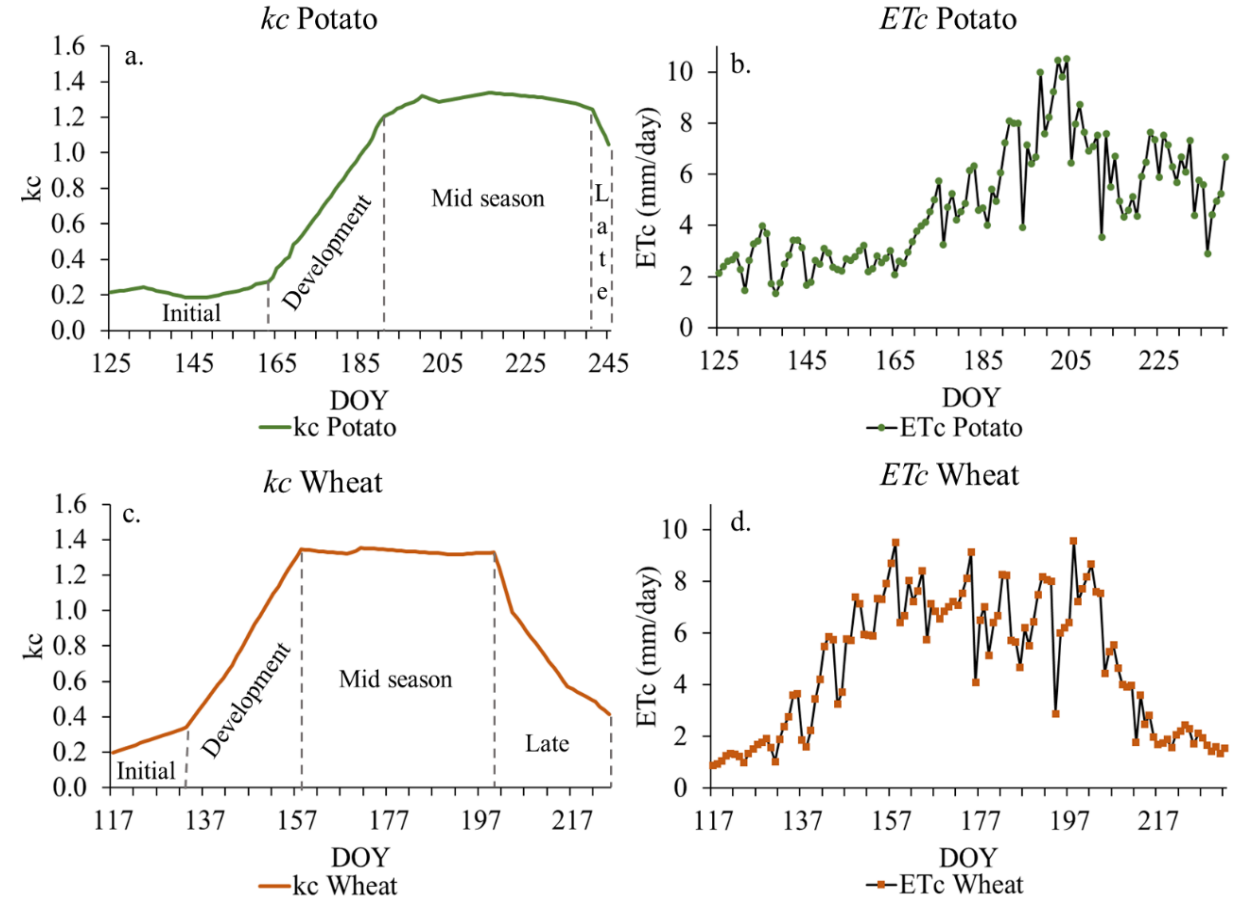 kc Potato
a.
kc
1.6
1.4
1.2
1.0
0.8
0.6
0.4
0.2
0.0
Initial
Development
Mid season
Late
125 145 165 185 205 225 245
DOY
kc Potato
ETc Potato
b.
ETc (mm/day)
10
8
6
4
2
0
125 145 165 185 205 225
DOY
ETc Potato
kc Wheat
c.
kc
1.6
1.4
1.2
1.0
0.8
0.6
0.4
0.2
0.0
Initial
Development
Mid season
Late
117 137 157 177 197 217
DOY
kc Wheat
ETc Wheat
d.
ETc (mm/day)
10
8
6
4
2
0
117 137 157 177 197 217
DOY
ETc Wheat